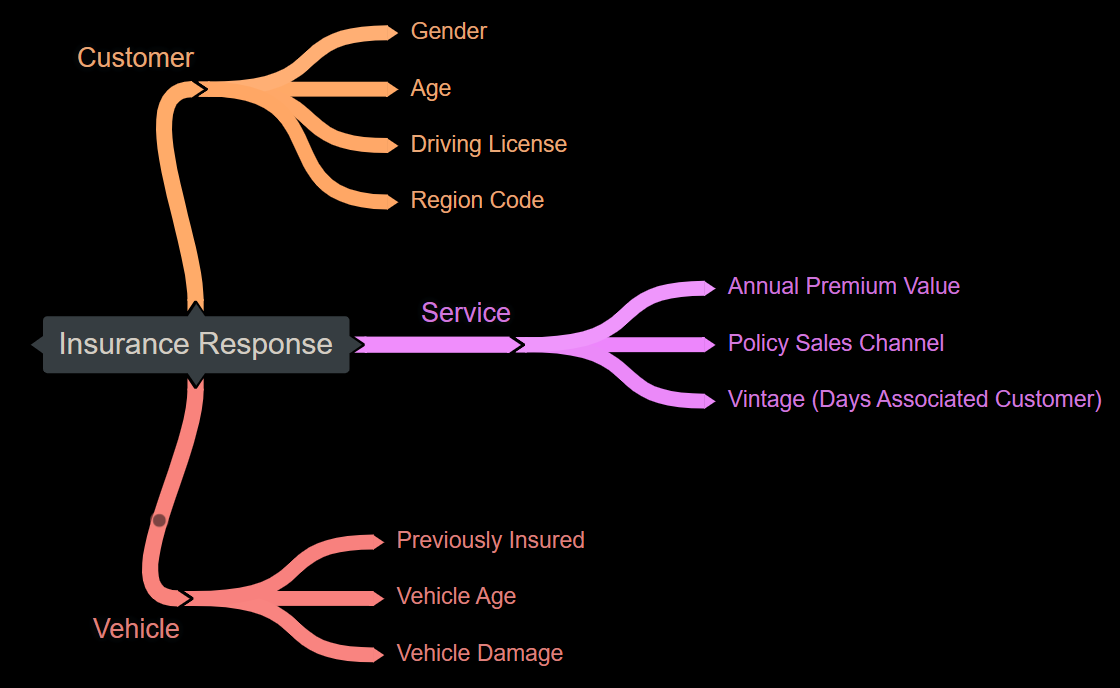 Customer
Gender
Age
Driving License
Region Code
Insurance Response
Service
Annual Premium Value
Policy Sales Channel
Vintage (Days Associated Customer)
Vehicle
Previously Insured
Vehicle Age
Vehicle Damage